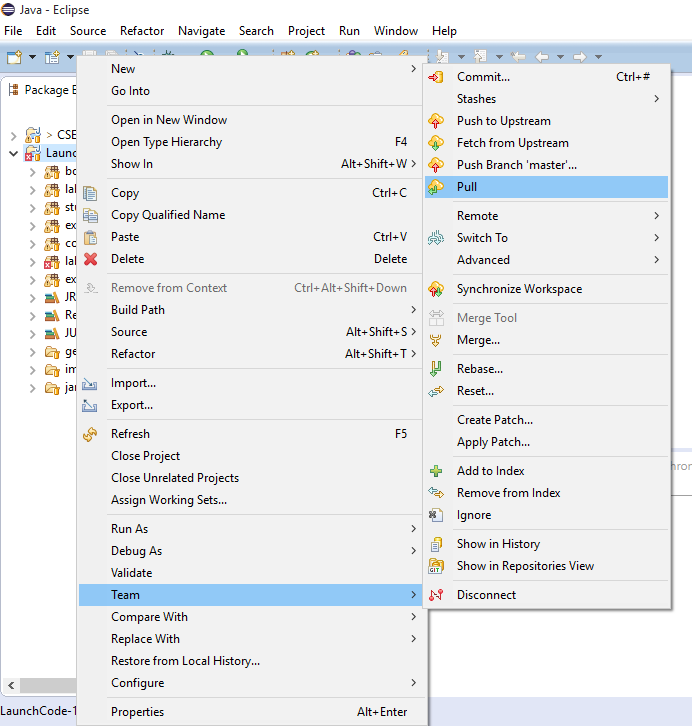 Java - Eclipse
File Edit Source Refactor Navigate Search Project Run Window Help
Package E
> CSE
Laun
bo
lal
stu
ex
co
lal
ex
JR
Re
JU
ge
im
jar
LaunchCode-1
New
Go Into
Open in New Window
Open Type Hierarchy F4
Show In Alt+Shift+W
Copy Ctrl+C
Copy Qualified Name
Paste Ctrl+V
Delete Delete
Remove from Context Ctrl+Alt+Shift+Down
Build Path
Source Alt+Shift+S
Refactor Alt+Shift+T
Import...
Export...
Refresh F5
Close Project
Close Unrelated Projects
Assign Working Sets...
Run As
Debug As
Validate
Team
Compare With
Replace With
Restore from Local History...
Configure
Properties Alt+Enter
Commit... Ctrl+#
Stashes
Push to Upstream
Fetch from Upstream
Push Branch 'master'...
Pull
Remote
Switch To
Advanced
Synchronize Workspace
Merge Tool
Merge...
Rebase...
Reset...
Create Patch...
Apply Patch...
Add to Index
Remove from Index
Ignore
Show in History
GIT Show in Repositories View
Disconnect
hron